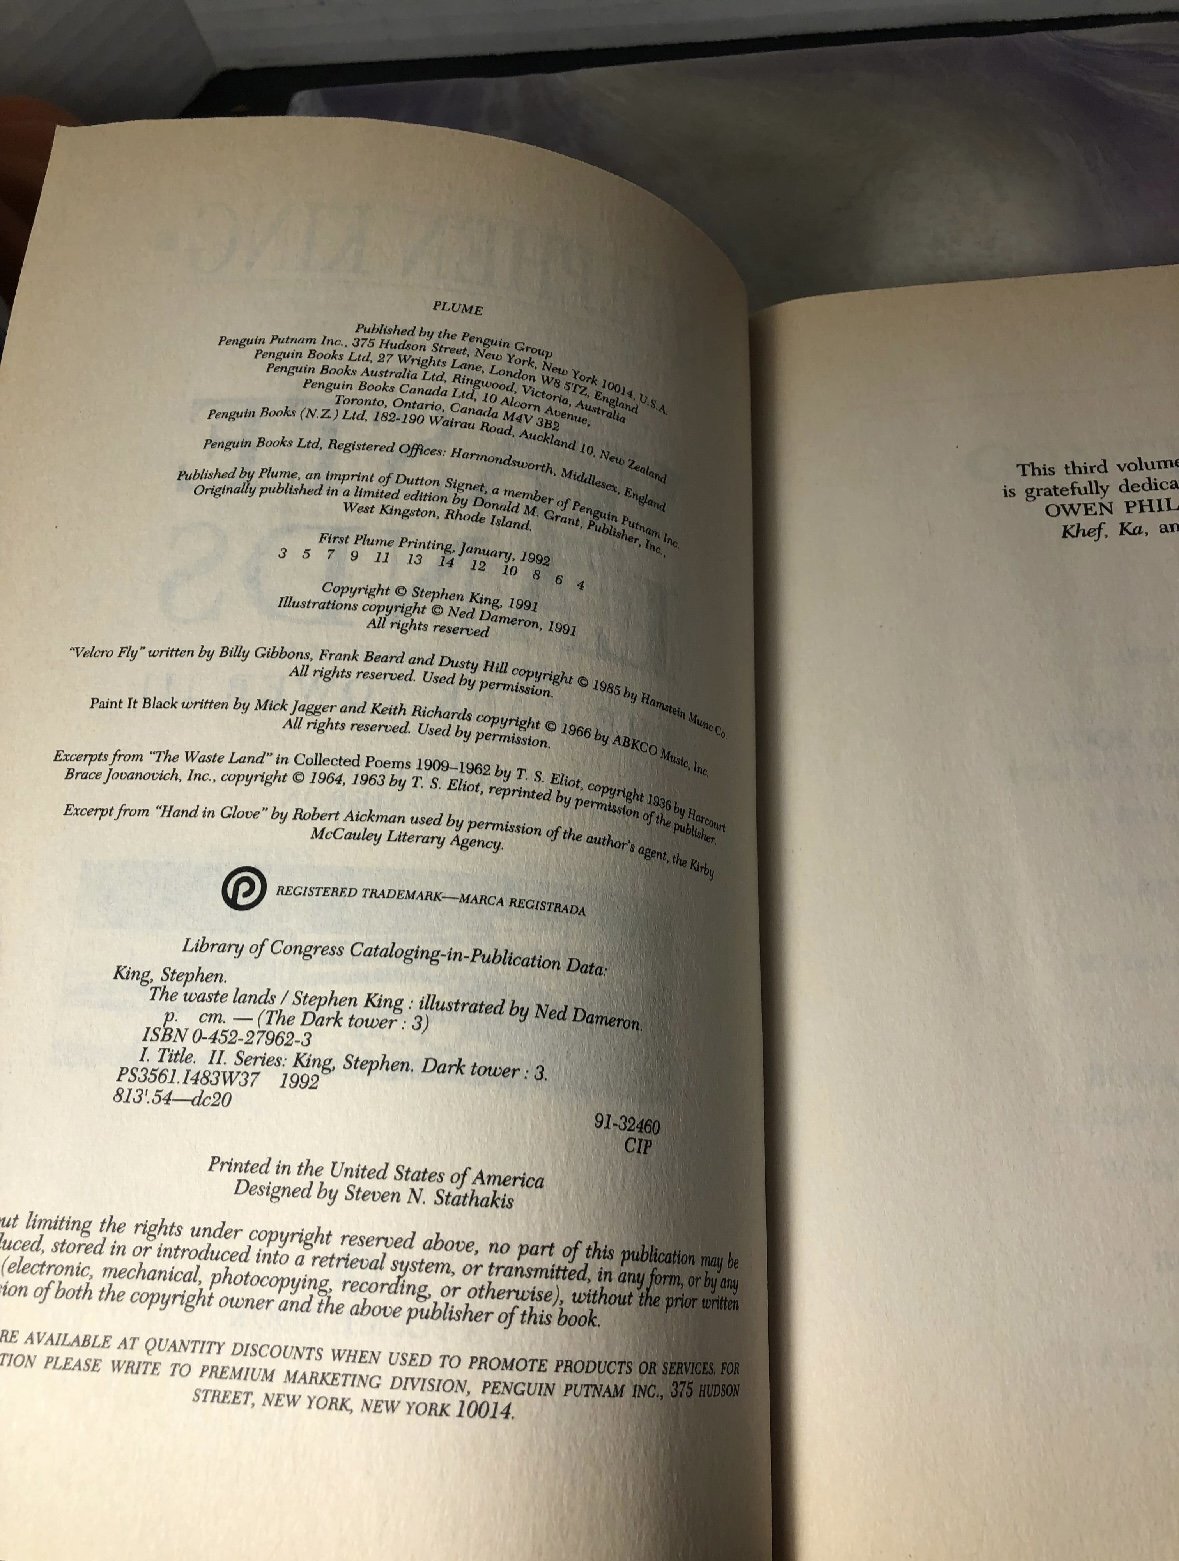 PLUME
Published by the Penguin Group
Penguin Putnam Inc., 375 Hudson Street, New York, New York 10014, U.S.A.
Penguin Books Ltd, 27 Wrights Lane, London W8 5TZ, England
Penguin Books Australia Ltd, Ringwood, Victoria, Australia
Penguin Books Canada Ltd, 10 Alcorn Avenue,
Toronto, Ontario, Canada M4V 3B2
Penguin Books (N.Z.) Ltd, 182-190 Wairau Road, Auckland 10, New Zealand
Penguin Books Ltd, Registered Offices: Harmondsworth, Middlesex, England
Published by Plume, an imprint of Dutton Signet, a member of Penguin Putnam Inc.
Originally published in a limited edition by Donald M. Grant, Publisher, Inc.,
West Kingston, Rhode Island.
First Plume Printing, January, 1992
3 5 7 9 11 13 14 12 10 8 6 4
Copyright © Stephen King, 1991
Illustrations copyright © Ned Dameron, 1991
All rights reserved
"Velcro Fly" written by Billy Gibbons, Frank Beard and Dusty Hill copyright © 1985 by Hamstein Music Co.
All rights reserved. Used by permission.
Paint It Black written by Mick Jagger and Keith Richards copyright © 1966 by ABKCO Music, Inc.
All rights reserved. Used by permission.
Excerpts from "The Waste Land" in Collected Poems 1909–1962 by T. S. Eliot, copyright 1936 by Harcourt
Brace Jovanovich, Inc., copyright © 1964, 1963 by T. S. Eliot, reprinted by permission of the publisher.
Excerpt from "Hand in Glove" by Robert Aickman used by permission of the author's agent, the Kirby
McCauley Literary Agency.
REGISTERED TRADEMARK—MARCA REGISTRADA
Library of Congress Cataloging-in-Publication Data:
King, Stephen.
The waste lands / Stephen King : illustrated by Ned Dameron.
p. cm. — (The Dark tower : 3)
ISBN 0-452-27962-3
I. Title. II. Series: King, Stephen. Dark tower : 3.
PS3561.I483W37 1992
813'.54—dc20
91-32460
CIP
Printed in the United States of America
Designed by Steven N. Stathakis
ut limiting the rights under copyright reserved above, no part of this publication may be
luced, stored in or introduced into a retrieval system, or transmitted, in any form, or by any
(electronic, mechanical, photocopying, recording, or otherwise), without the prior written
ion of both the copyright owner and the above publisher of this book.
RE AVAILABLE AT QUANTITY DISCOUNTS WHEN USED TO PROMOTE PRODUCTS OR SERVICES. FOR
TION PLEASE WRITE TO PREMIUM MARKETING DIVISION, PENGUIN PUTNAM INC., 375 HUDSON
STREET, NEW YORK, NEW YORK 10014.
This third volume
is gratefully dedica
OWEN PHIL
Khef, Ka, an